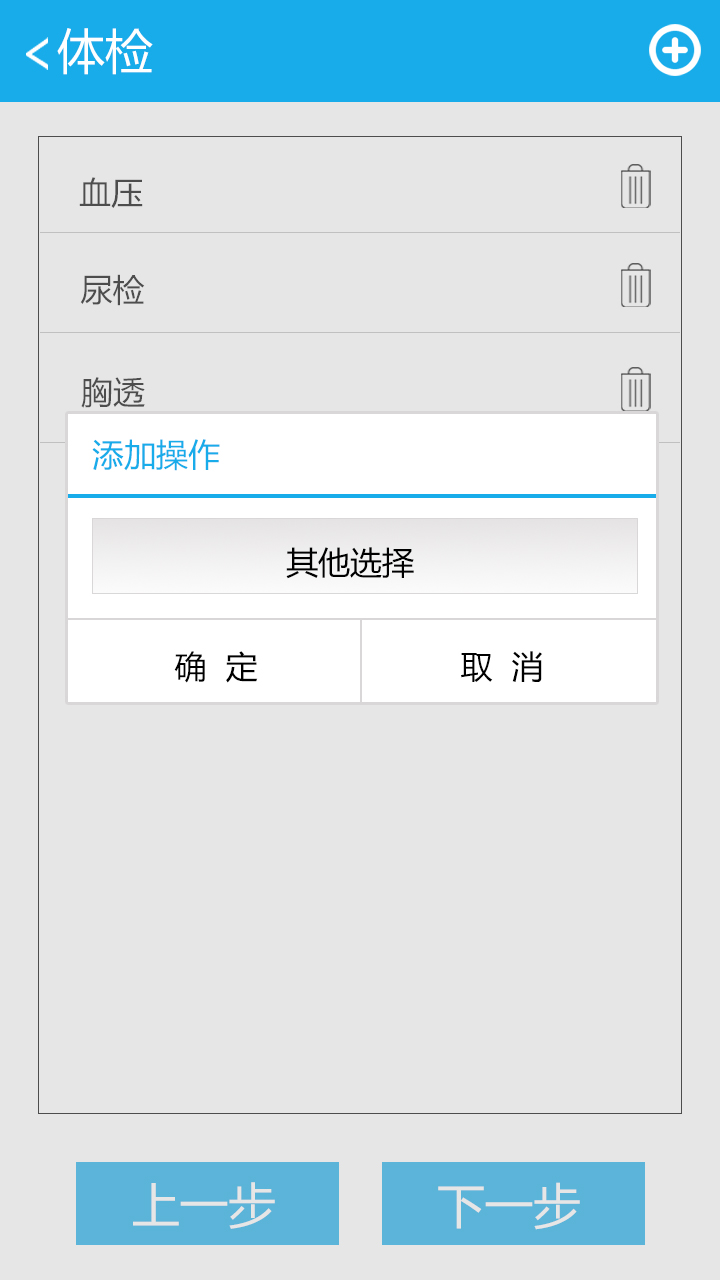 <体检
血压
尿检
胸透
添加操作
其他选择
确 定 取 消
上一步 下一步